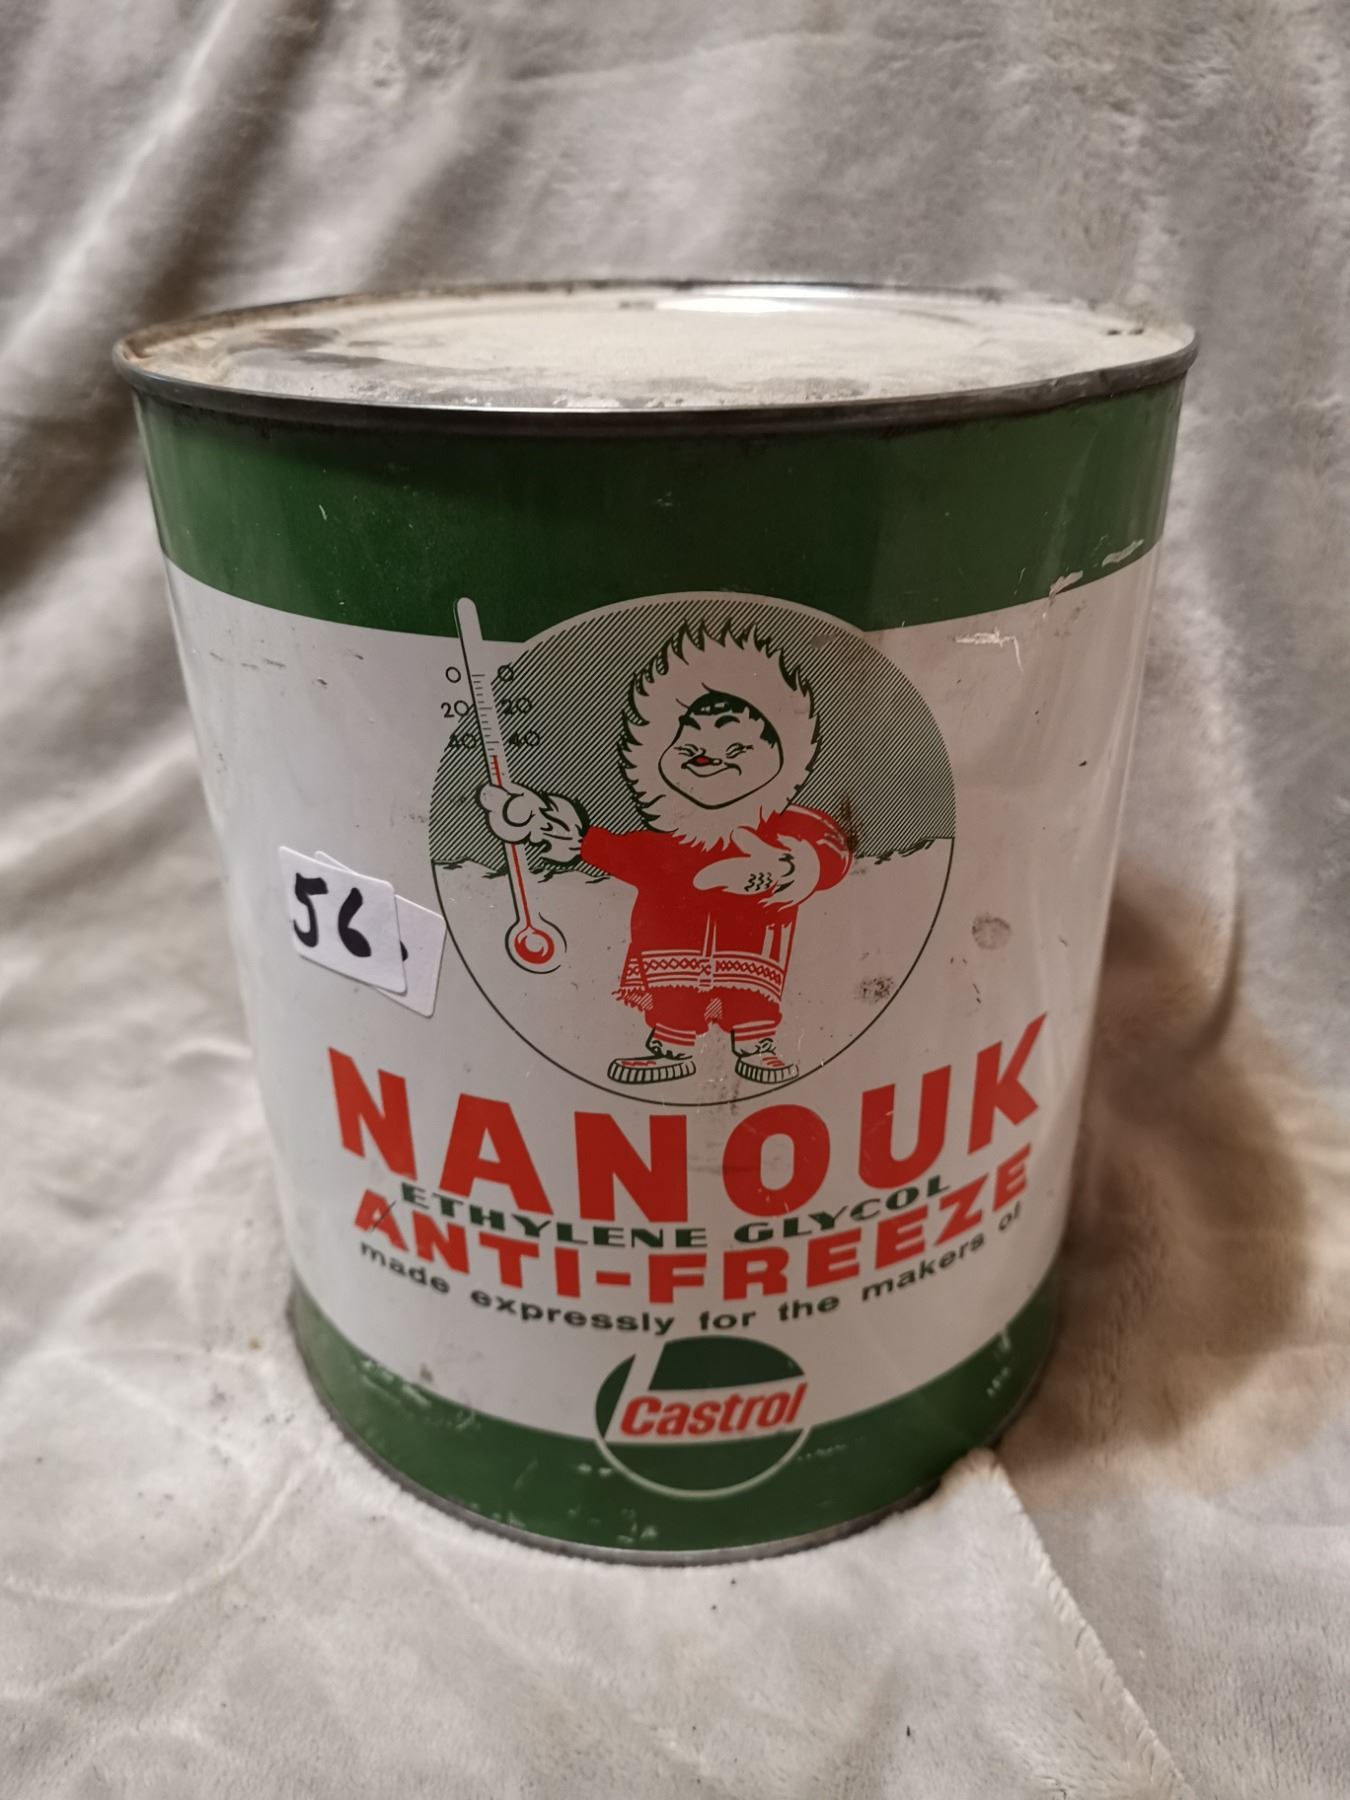 0 0
20 20
40 40
56
NANOUK
ETHYLENE GLYCOL
ANTI-FREEZE
made expressly for the makers of
Castrol